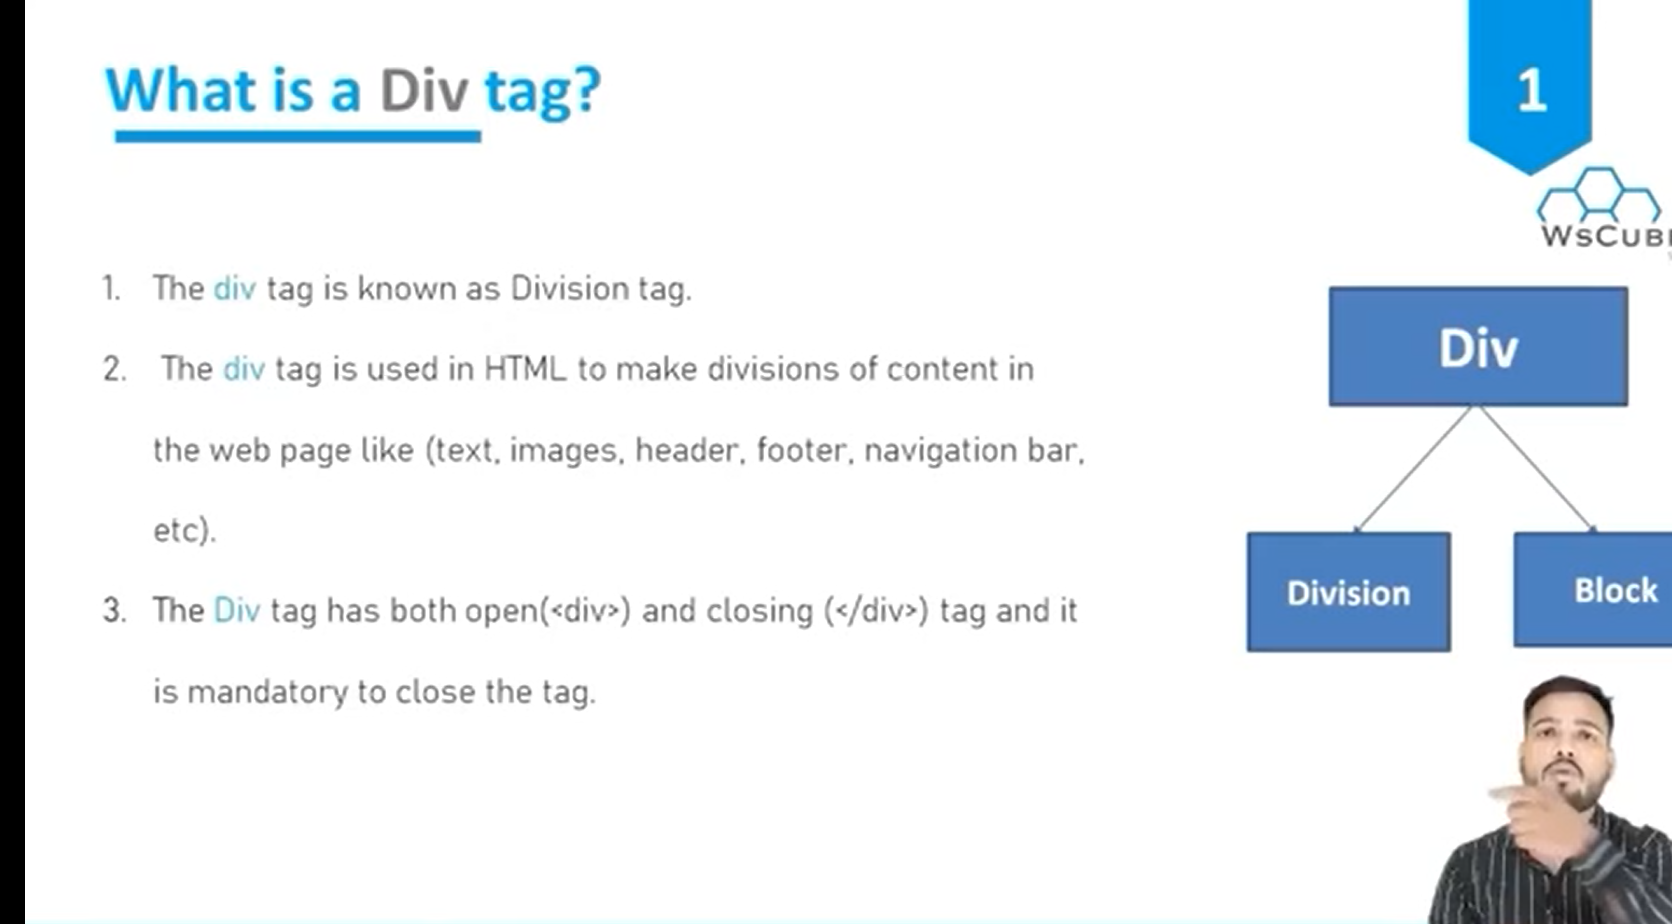 What is a Div tag?
1
WsCub
1. The div tag is known as Division tag.
2. The div tag is used in HTML to make divisions of content in
the web page like (text, images, header, footer, navigation bar,
etc).
3. The Div tag has both open(<div>) and closing (</div>) tag and it
is mandatory to close the tag.
Div
Division
Block